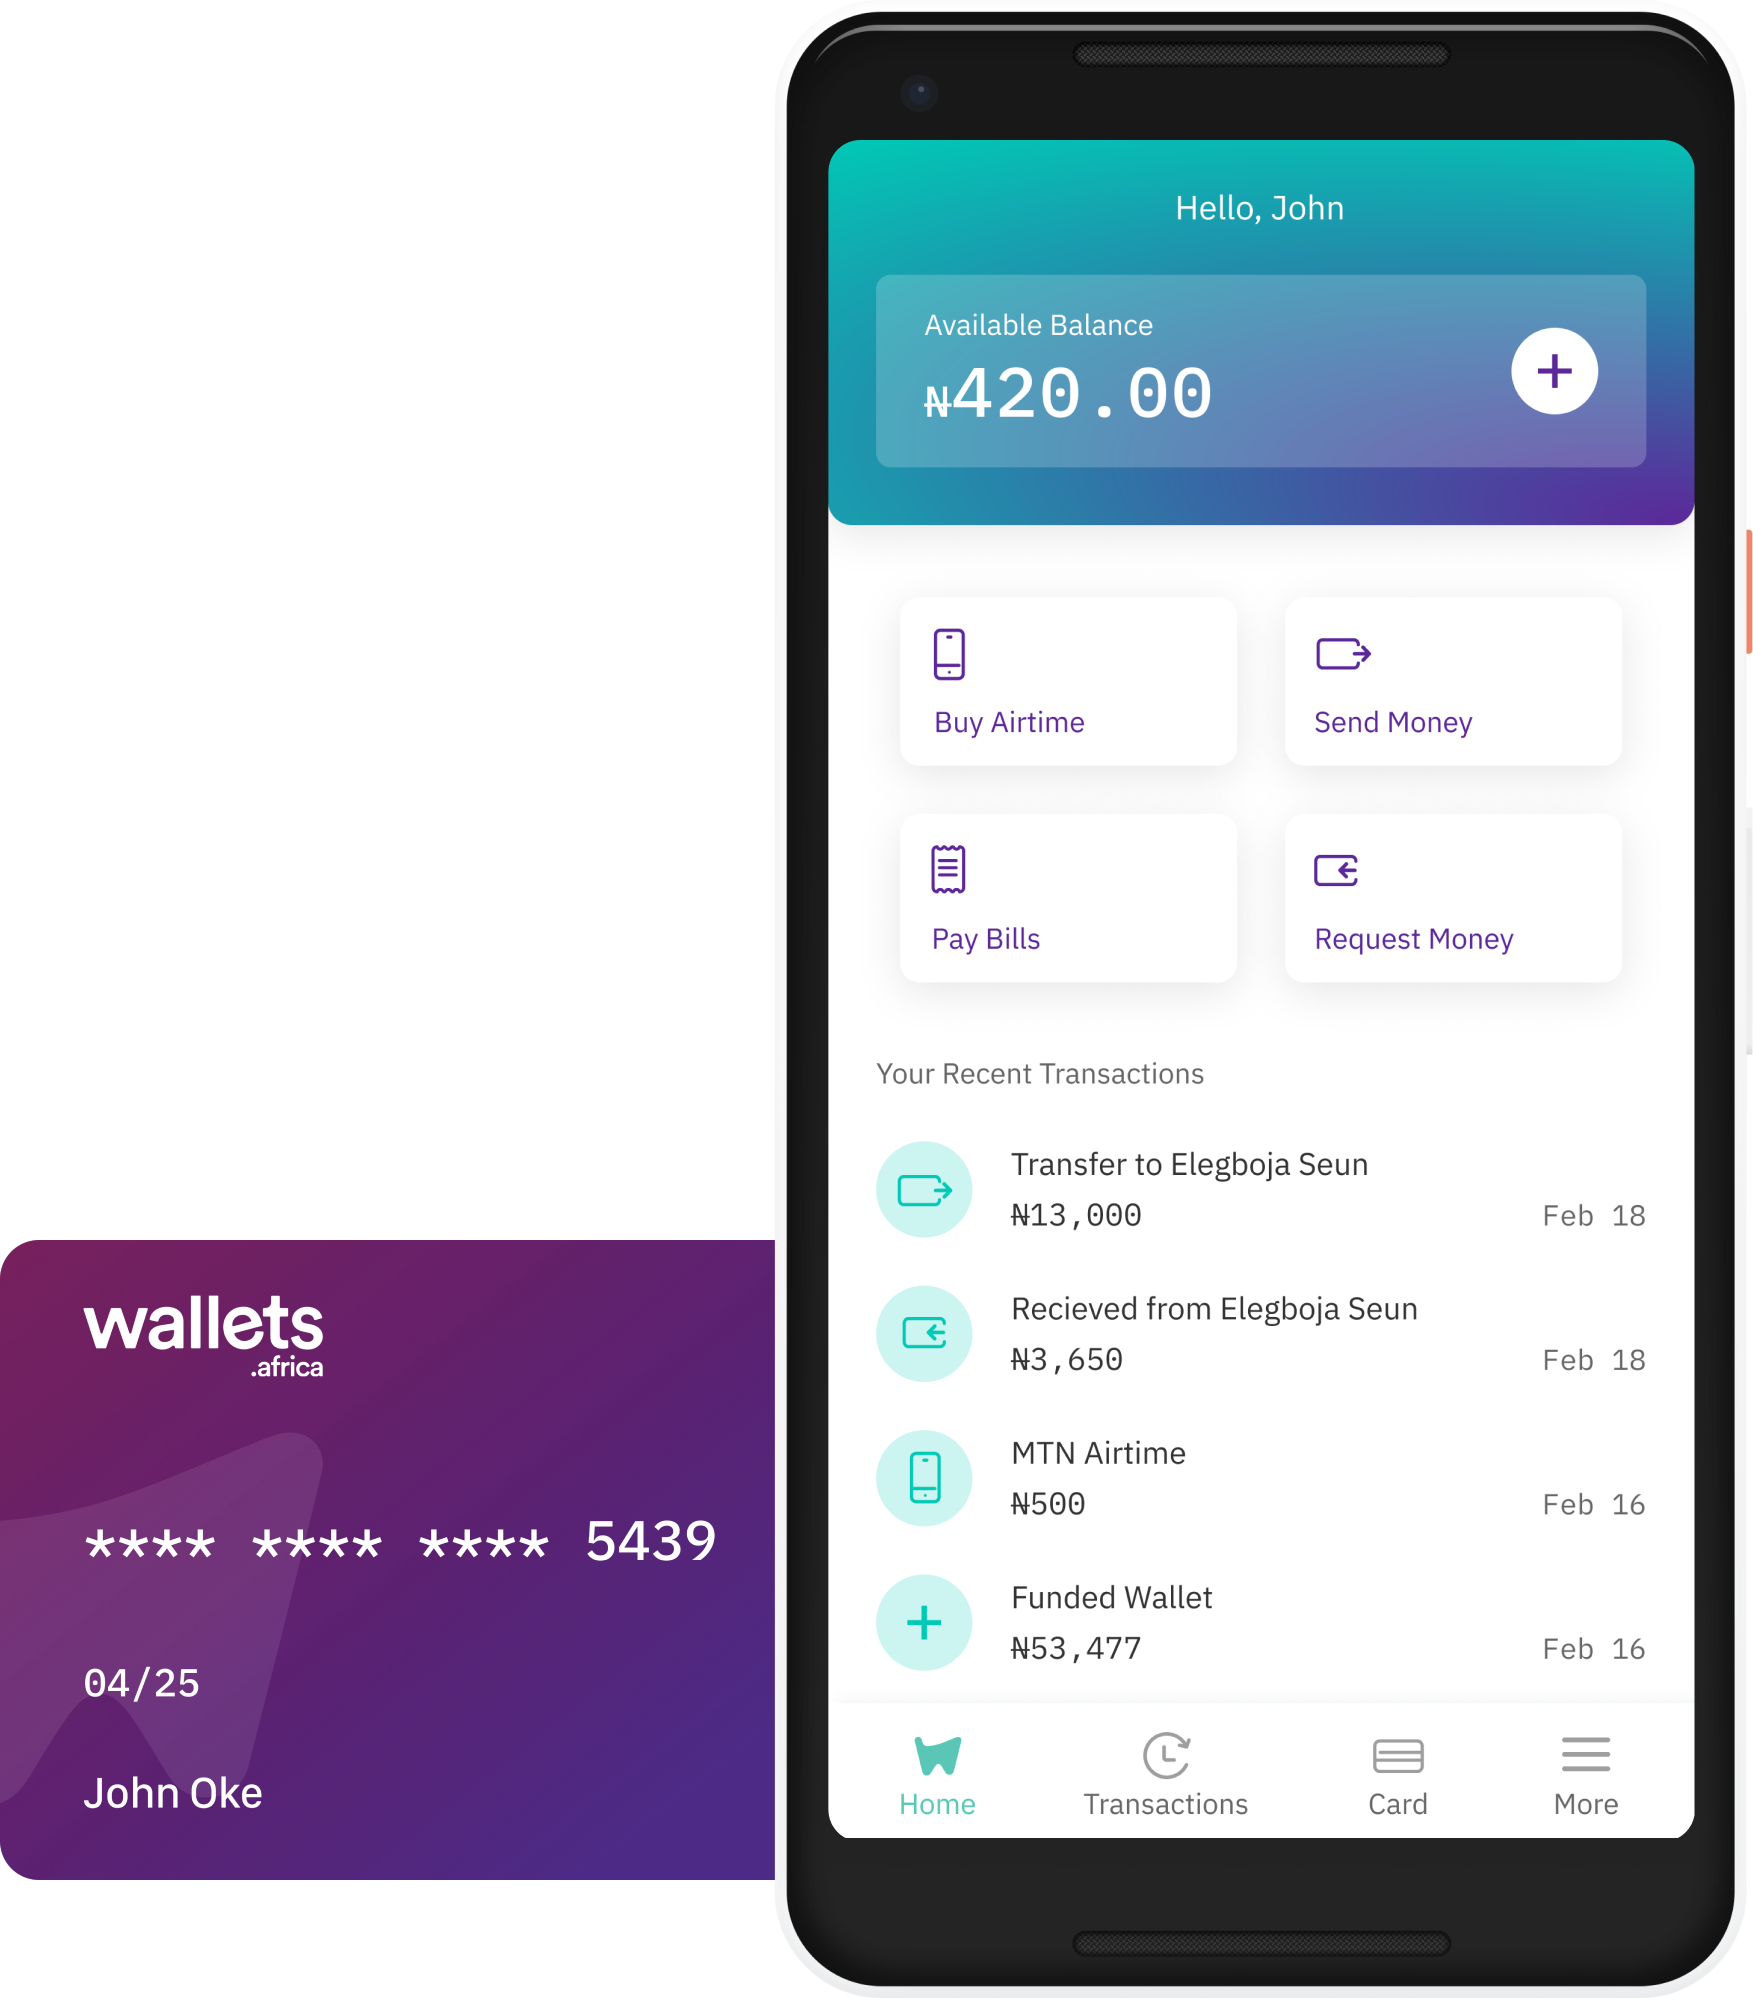 Hello, John
Available Balance
₦420.00
Buy Airtime
Send Money
Pay Bills
Request Money
Your Recent Transactions
Transfer to Elegboja Seun
₦13,000 Feb 18
Recieved from Elegboja Seun
₦3,650 Feb 18
MTN Airtime
₦500 Feb 16
Funded Wallet
₦53,477 Feb 16
Home Transactions Card More
wallets
.africa
**** **** **** 5439
04/25
John Oke